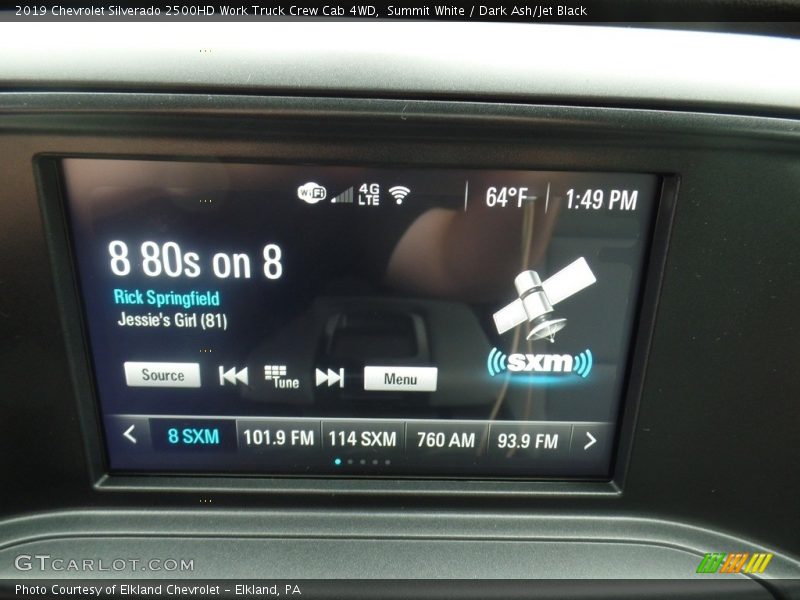 2019 Chevrolet Silverado 2500HD Work Truck Crew Cab 4WD, Summit White / Dark Ash/Jet Black
WiFi 4G LTE 64°F 1:49 PM
8 80s on 8
Rick Springfield
Jessie's Girl (81)
((sxm))
Source Tune Menu
8 SXM 101.9 FM 114 SXM 760 AM 93.9 FM
GTCARLOT.COM
Photo Courtesy of Elkland Chevrolet - Elkland, PA